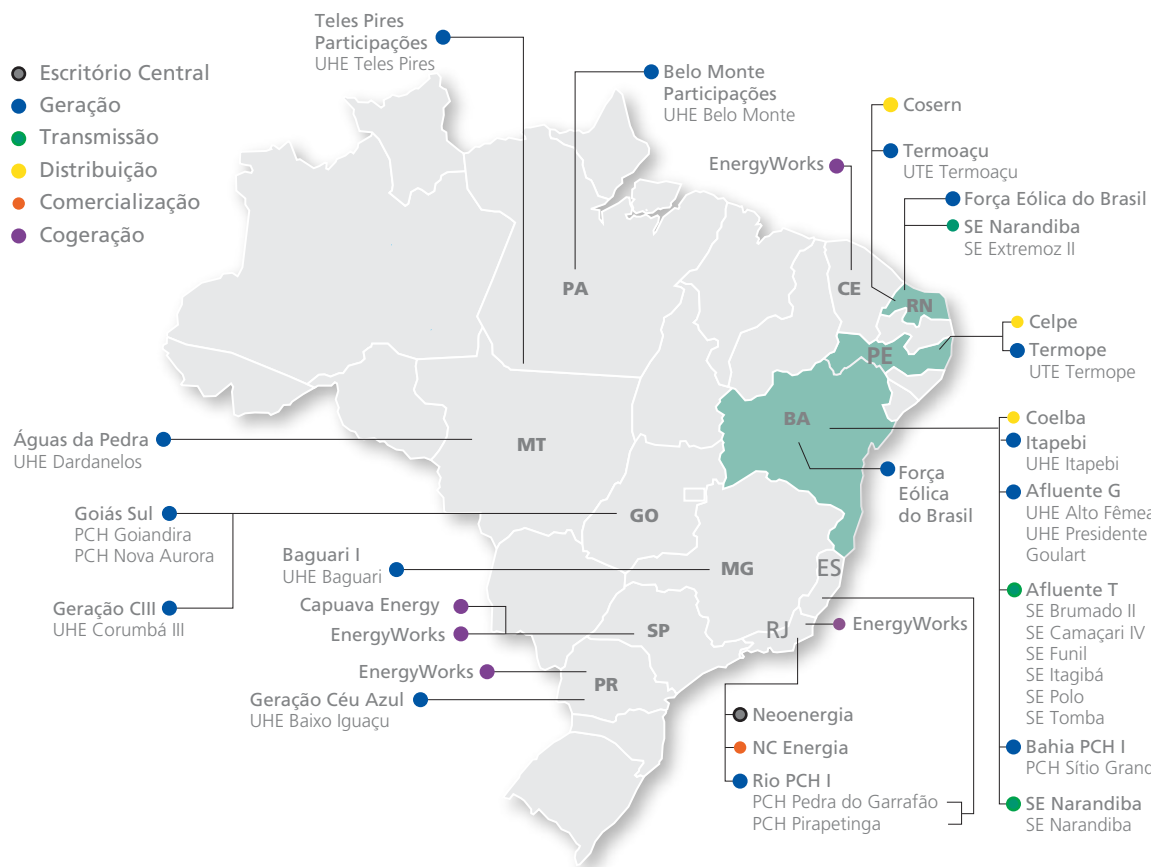 Teles Pires
Participações
UHE Teles Pires
Escritório Central
Geração
Transmissão
Distribuição
Comercialização
Cogeração
Belo Monte
Participações
UHE Belo Monte
EnergyWorks
Cosern
Termoaçu
UTE Termoaçu
Força Eólica do Brasil
SE Narandiba
SE Extremoz II
PA
CE
RN
PE
Celpe
Termope
UTE Termope
BA
MT
GO
MG
ES
SP
RJ
PR
Águas da Pedra
UHE Dardanelos
Goiás Sul
PCH Goiandira
PCH Nova Aurora
Geração CIII
UHE Corumbá III
Baguari I
UHE Baguari
Capuava Energy
EnergyWorks
EnergyWorks
Geração Céu Azul
UHE Baixo Iguaçu
Força
Eólica
do Brasil
EnergyWorks
Neoenergia
NC Energia
Rio PCH I
PCH Pedra do Garrafão
PCH Pirapetinga
Coelba
Itapebi
UHE Itapebi
Afluente G
UHE Alto Fêmea
UHE Presidente
Goulart
Afluente T
SE Brumado II
SE Camaçari IV
SE Funil
SE Itagibá
SE Polo
SE Tomba
Bahia PCH I
PCH Sítio Grand
SE Narandiba
SE Narandiba